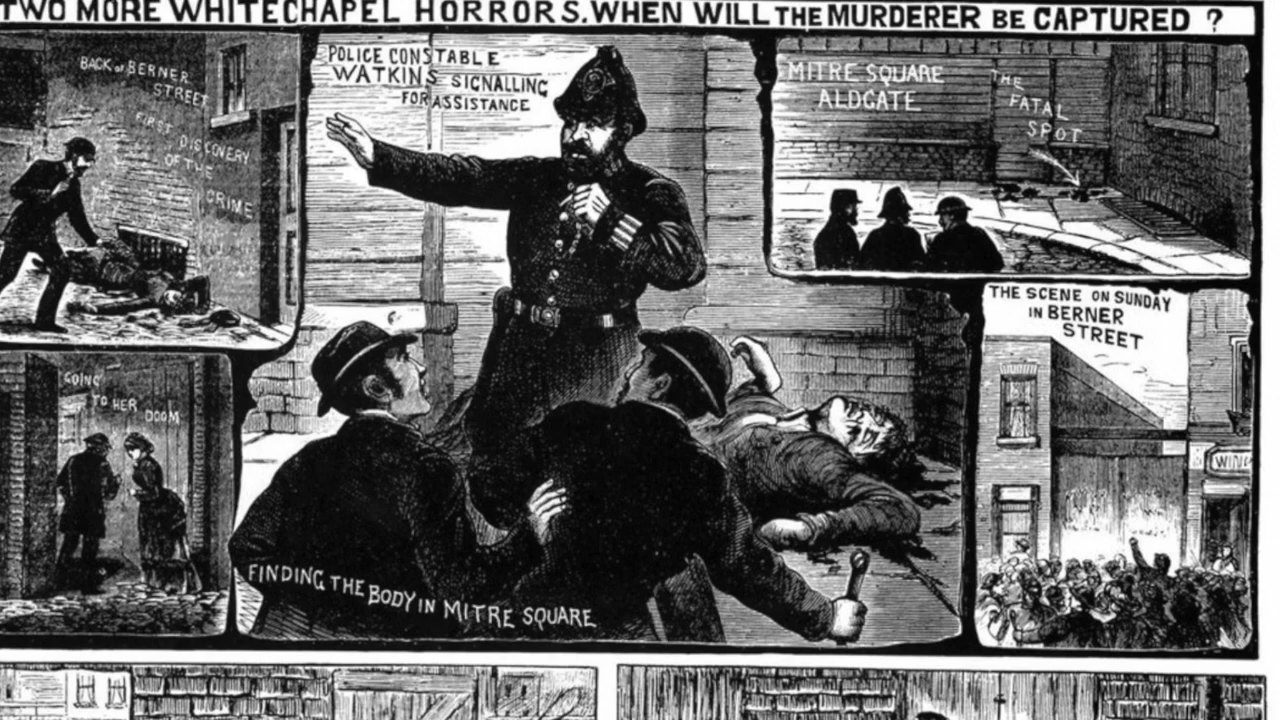 TWO MORE WHITECHAPEL HORRORS. WHEN WILL THE MURDERER BE CAPTURED ?
BACK OF BERNER
STREET
FIRST DISCOVERY
OF THE
CRIME
POLICE CONSTABLE
WATKINS SIGNALLING
FOR ASSISTANCE
MITRE SQUARE
ALDGATE
THE
FATAL
SPOT
GOING
TO HER
DOOM
FINDING THE BODY IN MITRE SQUARE
THE SCENE ON SUNDAY
IN BERNER
STREET